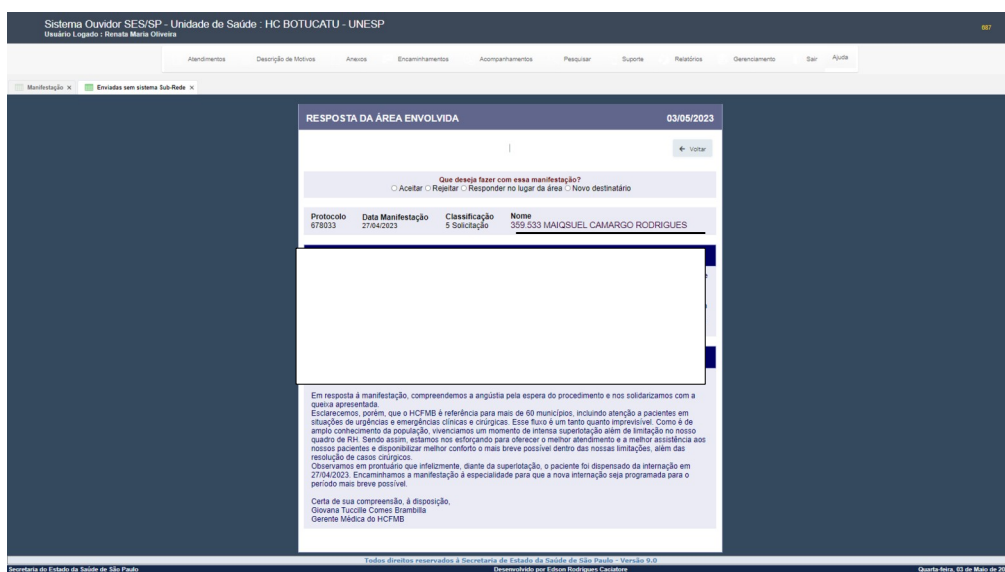 Sistema Ouvidor SES/SP - Unidade de Saúde : HC BOTUCATU - UNESP
Usuário Logado : Renata Maria Oliveira
687
Atendimentos Descrição de Motivos Anexos Encaminhamentos Acompanhamentos Pesquisar Suporte Relatórios Gerenciamento Sair Ajuda
Manifestação × Enviadas sem sistema Sub-Rede ×
RESPOSTA DA ÁREA ENVOLVIDA 03/05/2023
← Voltar
Que deseja fazer com essa manifestação?
Aceitar Rejeitar Responder no lugar da área Novo destinatário
Protocolo Data Manifestação Classificação Nome
678033 27/04/2023 5 Solicitação 359.533 MAIQSUEL CAMARGO RODRIGUES
Em resposta á manifestação, compreendemos a angústia pela espera do procedimento e nos solidarizamos com a
queixa apresentada.
Esclarecemos, porém, que o HCFMB é referência para mais de 60 municípios, incluindo atenção a pacientes em
situações de urgências e emergências clínicas e cirúrgicas. Esse fluxo é um tanto quanto imprevisível. Como é de
amplo conhecimento da população, vivenciamos um momento de intensa superlotação além de limitação no nosso
quadro de RH. Sendo assim, estamos nos esforçando para oferecer o melhor atendimento e a melhor assistência aos
nossos pacientes e disponibilizar melhor conforto o mais breve possível dentro das nossas limitações, além das
resolução de casos cirúrgicos.
Observamos em prontuário que infelizmente, diante da superlotação, o paciente foi dispensado da internação em
27/04/2023. Encaminhamos a manifestação á especialidade para que a nova internação seja programada para o
período mais breve possível.
Certa de sua compreensão, á disposição,
Giovana Tuccille Comes Brambilla
Gerente Médica do HCFMB
Todos direitos reservados á Secretaria de Estado da Saúde de São Paulo - Versão 9.0
Secretaria do Estado da Saúde de São Paulo Desenvolvido por Edson Rodrigues Caciatore Quarta-feira, 03 de Maio de 20